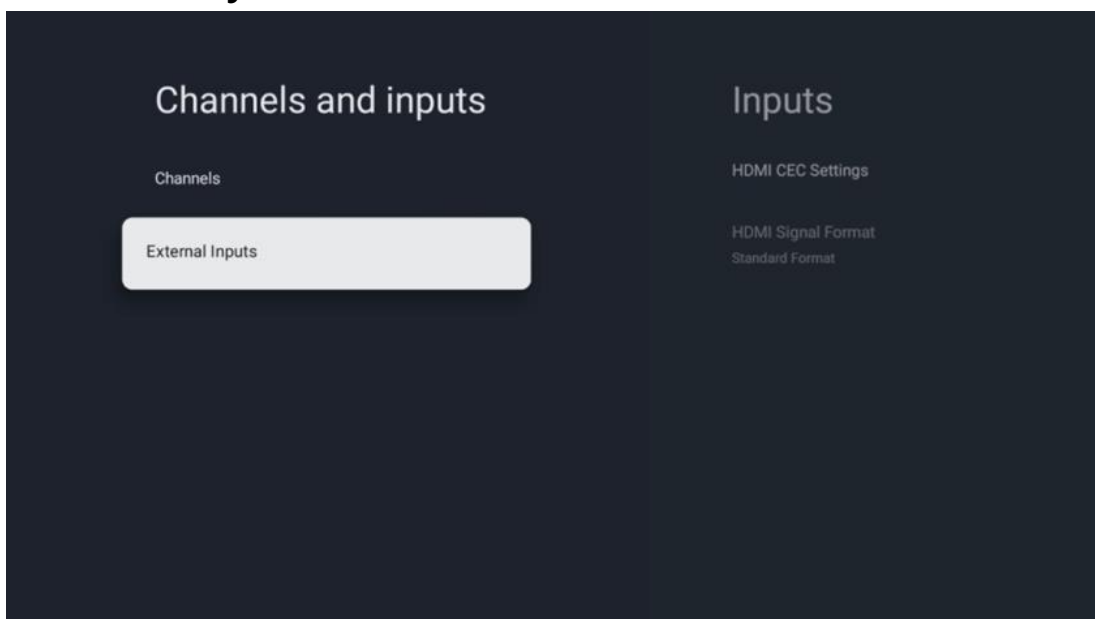 Channels and inputs
Channels
External Inputs
Inputs
HDMI CEC Settings
HDMI Signal Format
Standard Format